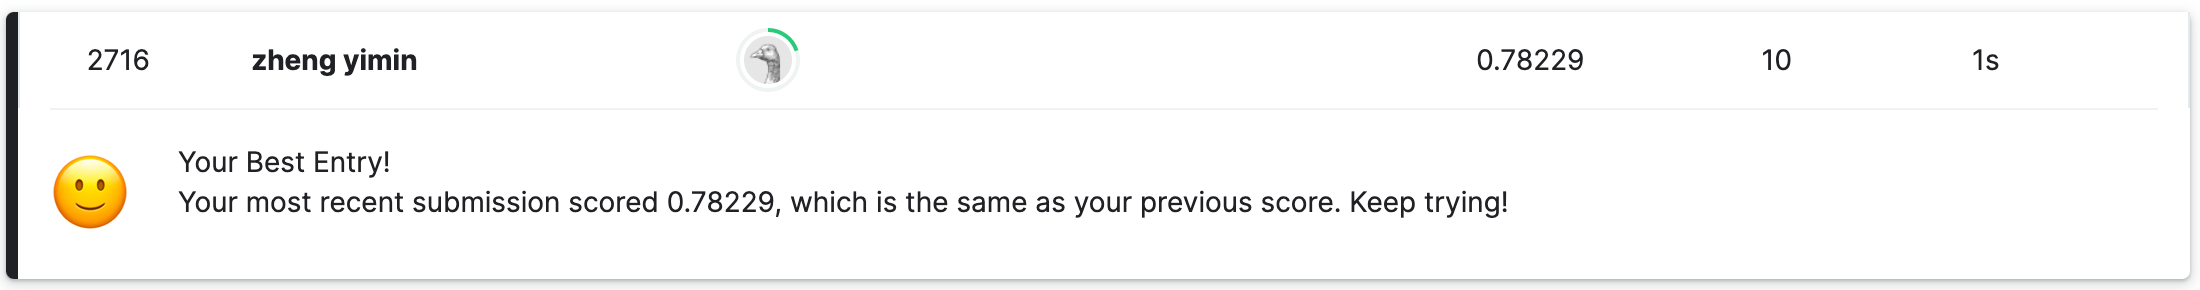 2716 zheng yimin 0.78229 10 1s
Your Best Entry!
Your most recent submission scored 0.78229, which is the same as your previous score. Keep trying!